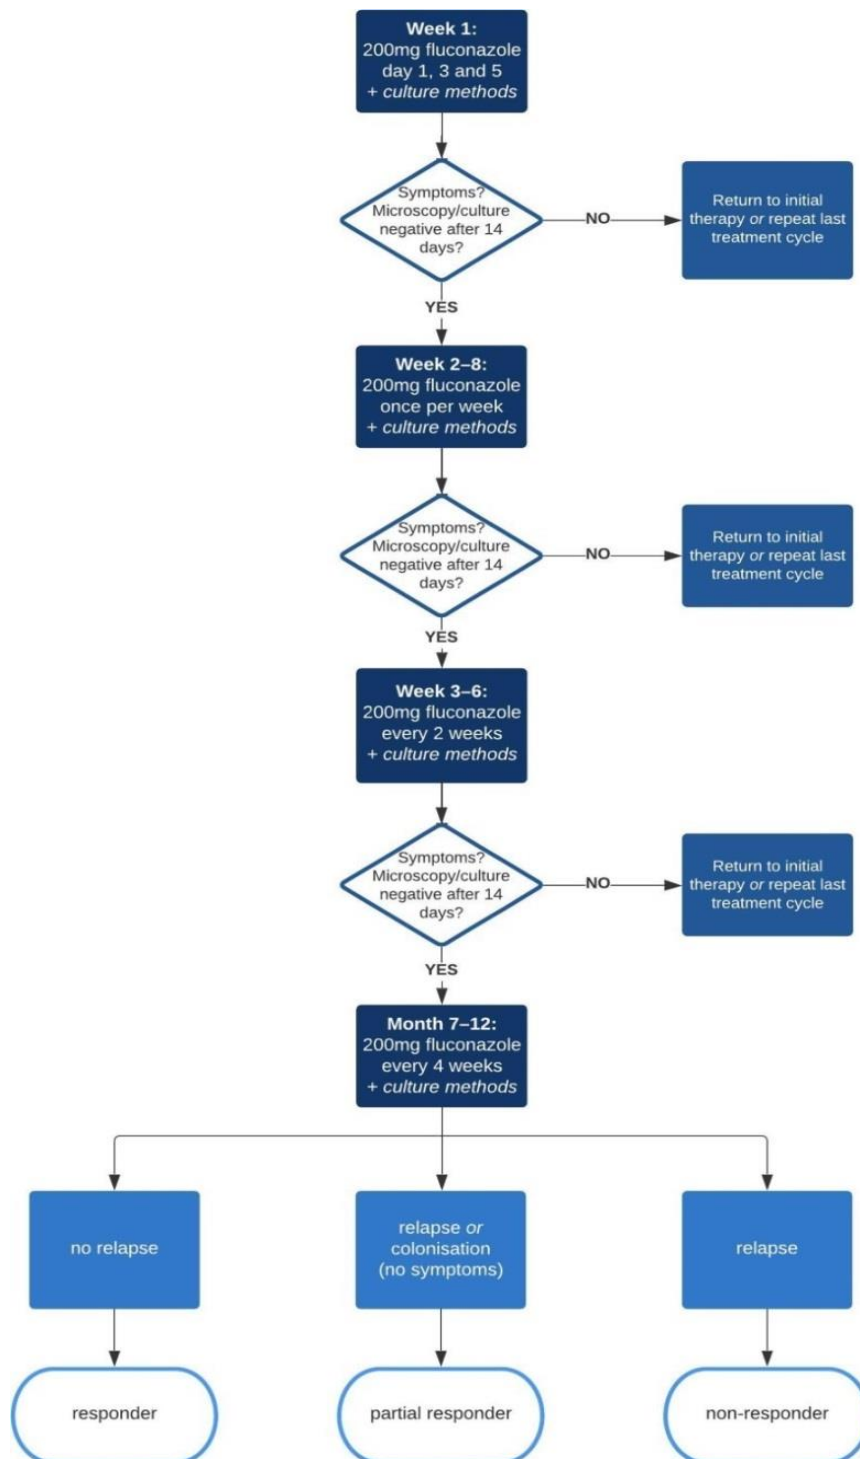 Week 1:
200mg fluconazole
day 1, 3 and 5
+ culture methods
Symptoms?
Microscopy/culture
negative after 14
days?
NO
Return to initial
therapy or repeat last
treatment cycle
YES
Week 2–8:
200mg fluconazole
once per week
+ culture methods
Symptoms?
Microscopy/culture
negative after 14
days?
NO
Return to initial
therapy or repeat last
treatment cycle
YES
Week 3–6:
200mg fluconazole
every 2 weeks
+ culture methods
Symptoms?
Microscopy/culture
negative after 14
days?
NO
Return to initial
therapy or repeat last
treatment cycle
YES
Month 7–12:
200mg fluconazole
every 4 weeks
+ culture methods
no relapse
relapse or
colonisation
(no symptoms)
relapse
responder
partial responder
non-responder